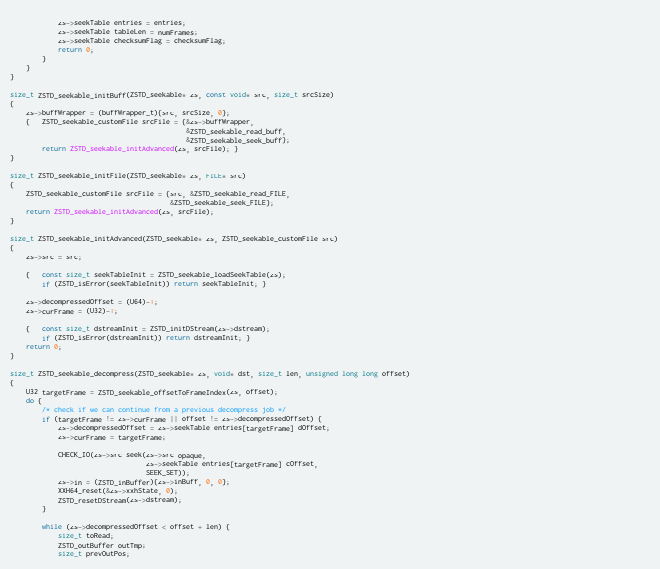 zs->seekTable entries = entries;
zs->seekTable tableLen = numFrames;
zs->seekTable checksumFlag = checksumFlag;
return 0;
}
}
}
size_t ZSTD_seekable_initBuff(ZSTD_seekable* zs, const void* src, size_t srcSize)
{
zs->buffWrapper = (buffWrapper_t){src, srcSize, 0};
{ ZSTD_seekable_customFile srcFile = {&zs->buffWrapper,
&ZSTD_seekable_read_buff,
&ZSTD_seekable_seek_buff};
return ZSTD_seekable_initAdvanced(zs, srcFile); }
}
size_t ZSTD_seekable_initFile(ZSTD_seekable* zs, FILE* src)
{
ZSTD_seekable_customFile srcFile = {src, &ZSTD_seekable_read_FILE,
&ZSTD_seekable_seek_FILE};
return ZSTD_seekable_initAdvanced(zs, srcFile);
}
size_t ZSTD_seekable_initAdvanced(ZSTD_seekable* zs, ZSTD_seekable_customFile src)
{
zs->src = src;
{ const size_t seekTableInit = ZSTD_seekable_loadSeekTable(zs);
if (ZSTD_isError(seekTableInit)) return seekTableInit; }
zs->decompressedOffset = (U64)-1;
zs->curFrame = (U32)-1;
{ const size_t dstreamInit = ZSTD_initDStream(zs->dstream);
if (ZSTD_isError(dstreamInit)) return dstreamInit; }
return 0;
}
size_t ZSTD_seekable_decompress(ZSTD_seekable* zs, void* dst, size_t len, unsigned long long offset)
{
U32 targetFrame = ZSTD_seekable_offsetToFrameIndex(zs, offset);
do {
/* check if we can continue from a previous decompress job */
if (targetFrame != zs->curFrame || offset != zs->decompressedOffset) {
zs->decompressedOffset = zs->seekTable entries[targetFrame] dOffset;
zs->curFrame = targetFrame;
CHECK_IO(zs->src seek(zs->src opaque,
zs->seekTable entries[targetFrame] cOffset,
SEEK_SET));
zs->in = (ZSTD_inBuffer){zs->inBuff, 0, 0};
XXH64_reset(&zs->xxhState, 0);
ZSTD_resetDStream(zs->dstream);
}
while (zs->decompressedOffset < offset + len) {
size_t toRead;
ZSTD_outBuffer outTmp;
size_t prevOutPos;